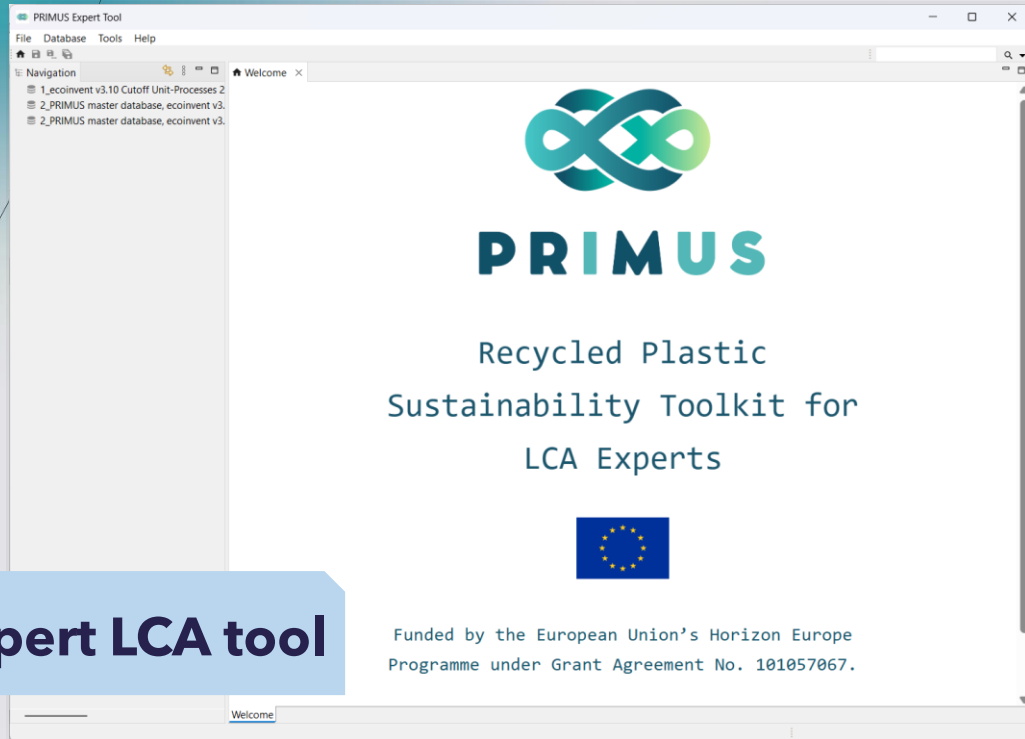 PRIMUS Expert Tool
File Database Tools Help
Navigation
Welcome
1_ecoinvent v3.10 Cutoff Unit-Processes 2
2_PRIMUS master database, ecoinvent v3.
2_PRIMUS master database, ecoinvent v3.
PRIMUS
Recycled Plastic
Sustainability Toolkit for
LCA Experts
pert LCA tool
Funded by the European Union's Horizon Europe
Programme under Grant Agreement No. 101057067.
Welcome